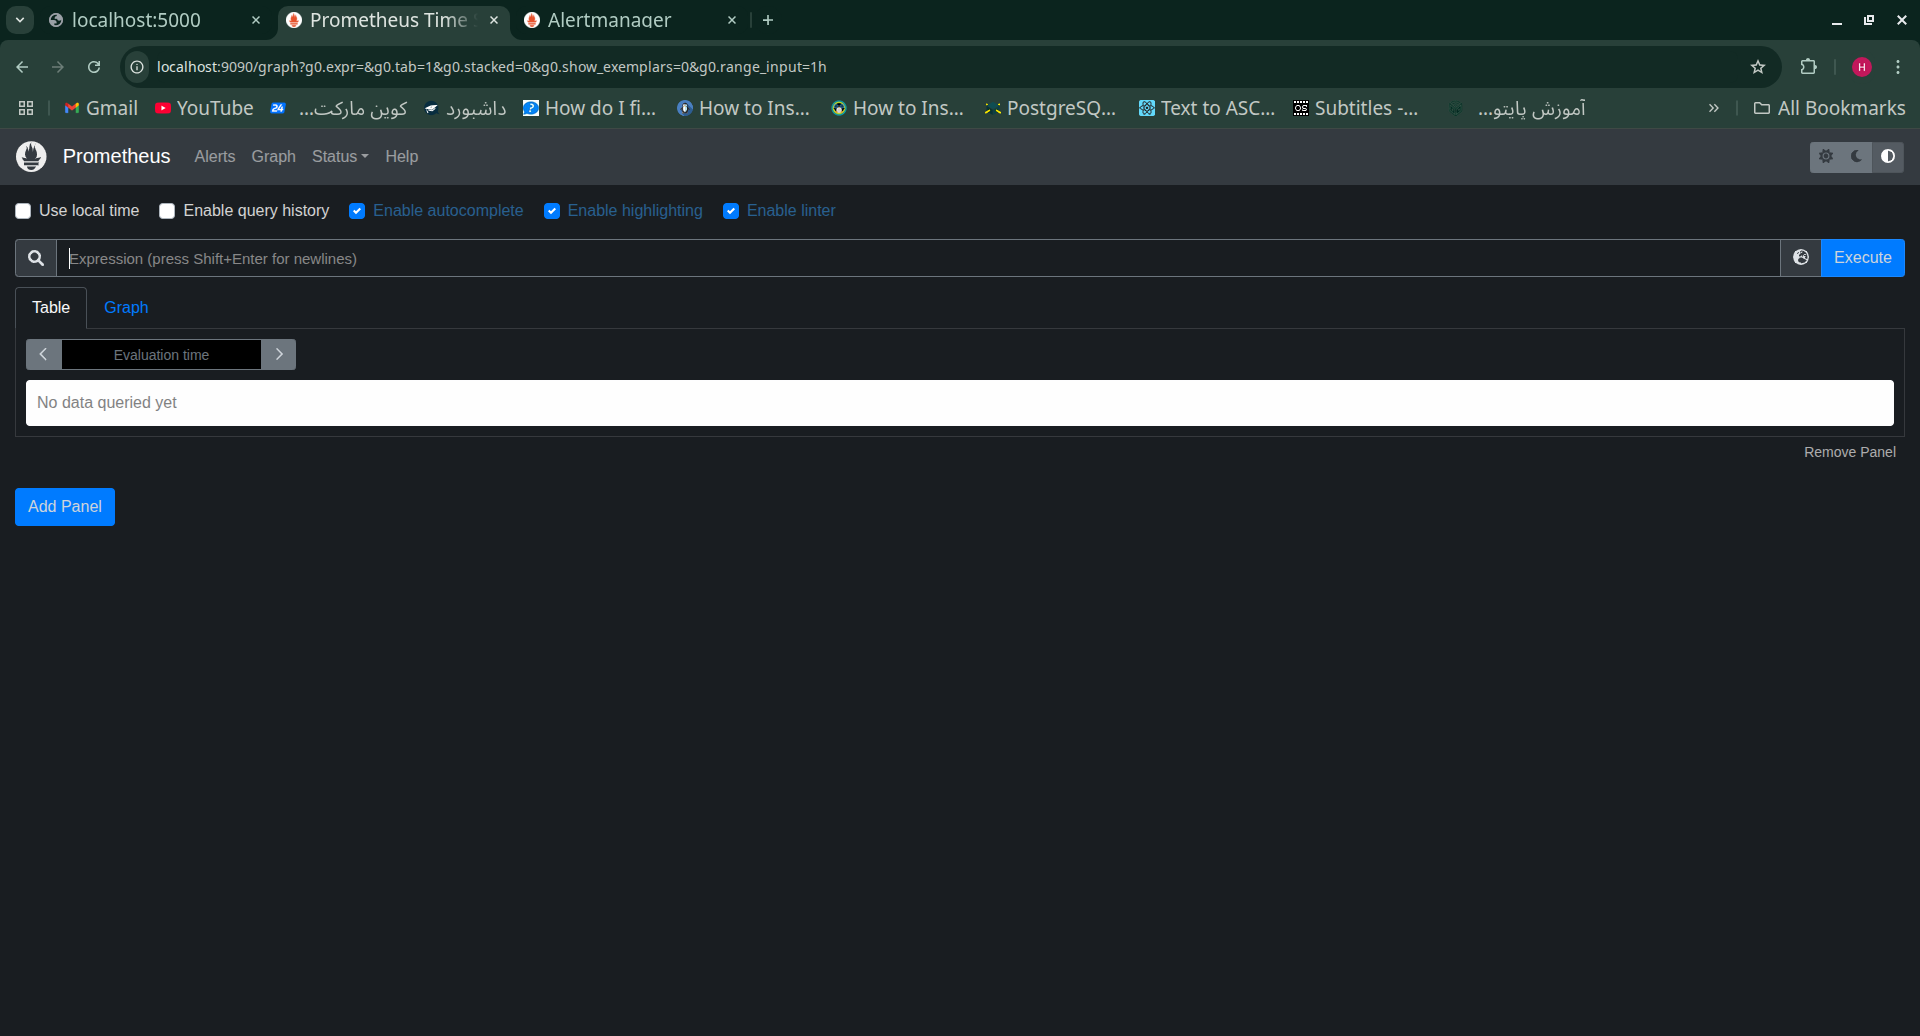 localhost:5000
Prometheus Time
Alertmanager
localhost:9090/graph?g0.expr=&g0.tab=1&g0.stacked=0&g0.show_exemplars=0&g0.range_input=1h
H
Gmail
YouTube
24
کوین مارکت...
داشبورد
How do I fi...
How to Ins...
How to Ins...
PostgreSQ...
Text to ASC...
OS
Subtitles -...
آموزش پایتو...
All Bookmarks
Prometheus
Alerts
Graph
Status
Help
Use local time
Enable query history
Enable autocomplete
Enable highlighting
Enable linter
Expression (press Shift+Enter for newlines)
Execute
Table
Graph
Evaluation time
No data queried yet
Remove Panel
Add Panel